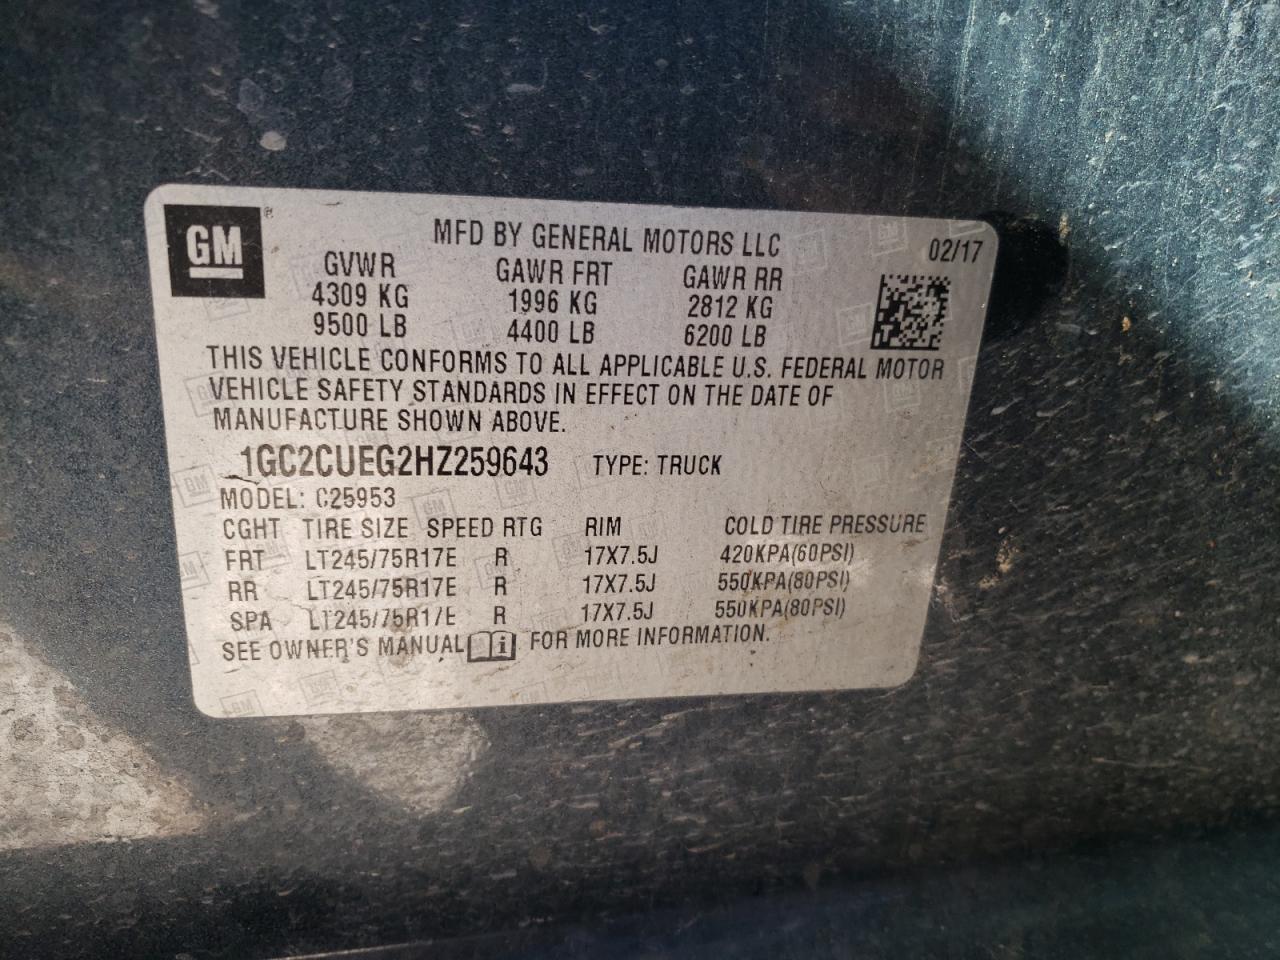 GM
MFD BY GENERAL MOTORS LLC 02/17
GVWR GAWR FRT GAWR RR
4309 KG 1996 KG 2812 KG
9500 LB 4400 LB 6200 LB
THIS VEHICLE CONFORMS TO ALL APPLICABLE U.S. FEDERAL MOTOR
VEHICLE SAFETY STANDARDS IN EFFECT ON THE DATE OF
MANUFACTURE SHOWN ABOVE.
1GC2CUEG2HZ259643 TYPE: TRUCK
MODEL: C25953
CGHT TIRE SIZE SPEED RTG RIM COLD TIRE PRESSURE
FRT LT245/75R17E R 17X7.5J 420KPA(60PSI)
RR LT245/75R17E R 17X7.5J 550KPA(80PSI)
SPA LT245/75R17E R 17X7.5J 550KPA(80PSI)
SEE OWNER'S MANUAL i FOR MORE INFORMATION.